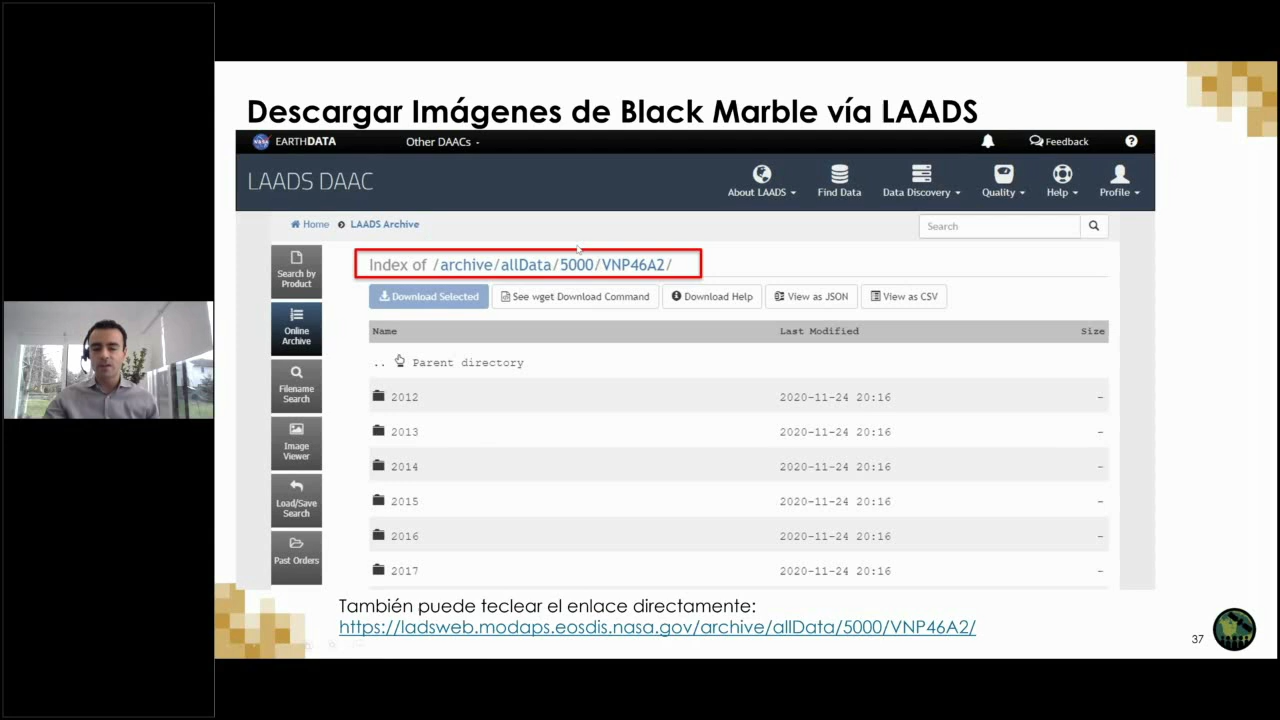 Descargar Imágenes de Black Marble vía LAADS
EARTHDATA
Other DAACs
Feedback
LAADS DAAC
About LAADS
Find Data
Data Discovery
Quality
Help
Profile
Home
LAADS Archive
Search
Search by Product
Online Archive
Filename Search
Image Viewer
Load/Save Search
Past Orders
Index of /archive/allData/5000/VNP46A2/
Download Selected
See wget Download Command
Download Help
View as JSON
View as CSV
Name Last Modified Size
.. Parent directory
2012 2020-11-24 20:16 -
2013 2020-11-24 20:16 -
2014 2020-11-24 20:16 -
2015 2020-11-24 20:16 -
2016 2020-11-24 20:16 -
2017 2020-11-24 20:16 -
También puede teclear el enlace directamente:
https://ladsweb.modaps.eosdis.nasa.gov/archive/allData/5000/VNP46A2/
37